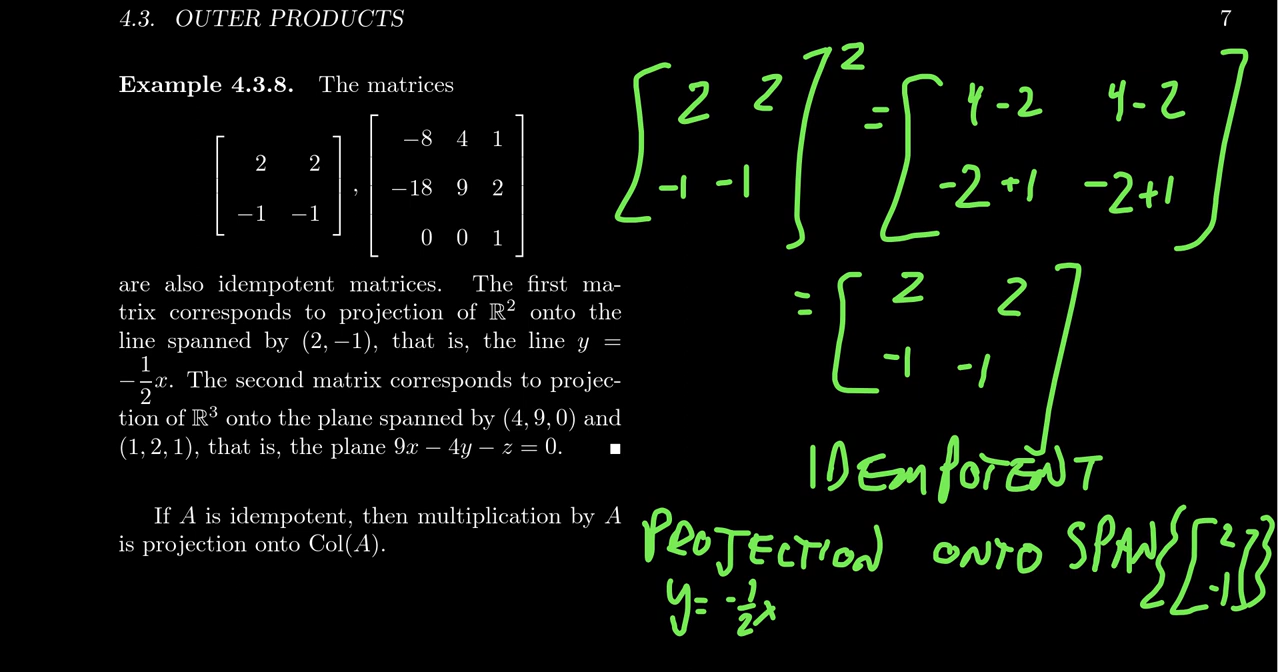 4.3. OUTER PRODUCTS 7
Example 4.3.8. The matrices
[ 2 2 ; −1 −1 ] , [ −8 4 1 ; −18 9 2 ; 0 0 1 ]
are also idempotent matrices. The first ma-
trix corresponds to projection of ℝ² onto the
line spanned by (2, −1), that is, the line y =
−1/2 x. The second matrix corresponds to projec-
tion of ℝ³ onto the plane spanned by (4, 9, 0) and
(1, 2, 1), that is, the plane 9x − 4y − z = 0. ■
If A is idempotent, then multiplication by A
is projection onto Col(A).
[ 2 2 ; -1 -1 ]² = [ 4-2 4-2 ; -2+1 -2+1 ]
= [ 2 2 ; -1 -1 ]
IDEMPOTENT
PROJECTION ONTO SPAN{[ 2 ; -1 ]}
y = -1/2 x